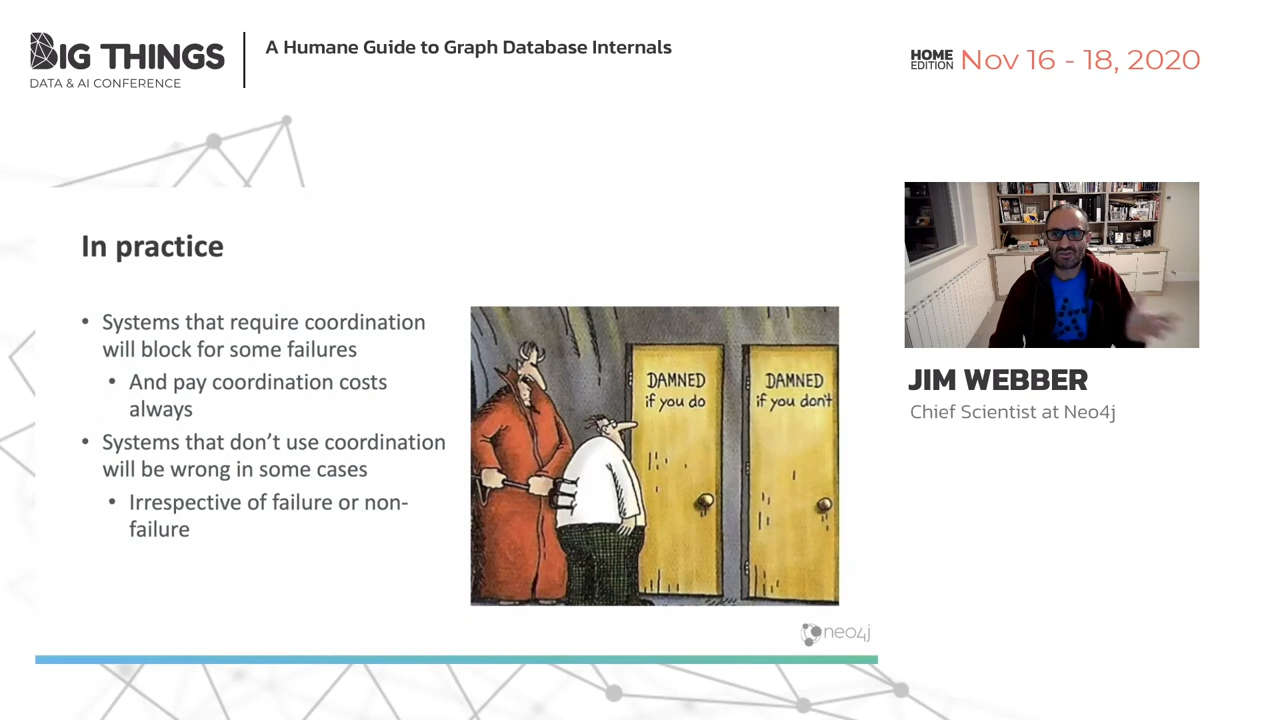 BIG THINGS
DATA & AI CONFERENCE
A Humane Guide to Graph Database Internals
HOME
EDITION
Nov 16 - 18, 2020
In practice
• Systems that require coordination
will block for some failures
• And pay coordination costs
always
• Systems that don't use coordination
will be wrong in some cases
• Irrespective of failure or non-
failure
DAMNED
if you do
DAMNED
if you don't
neo4j
JIM WEBBER
Chief Scientist at Neo4j